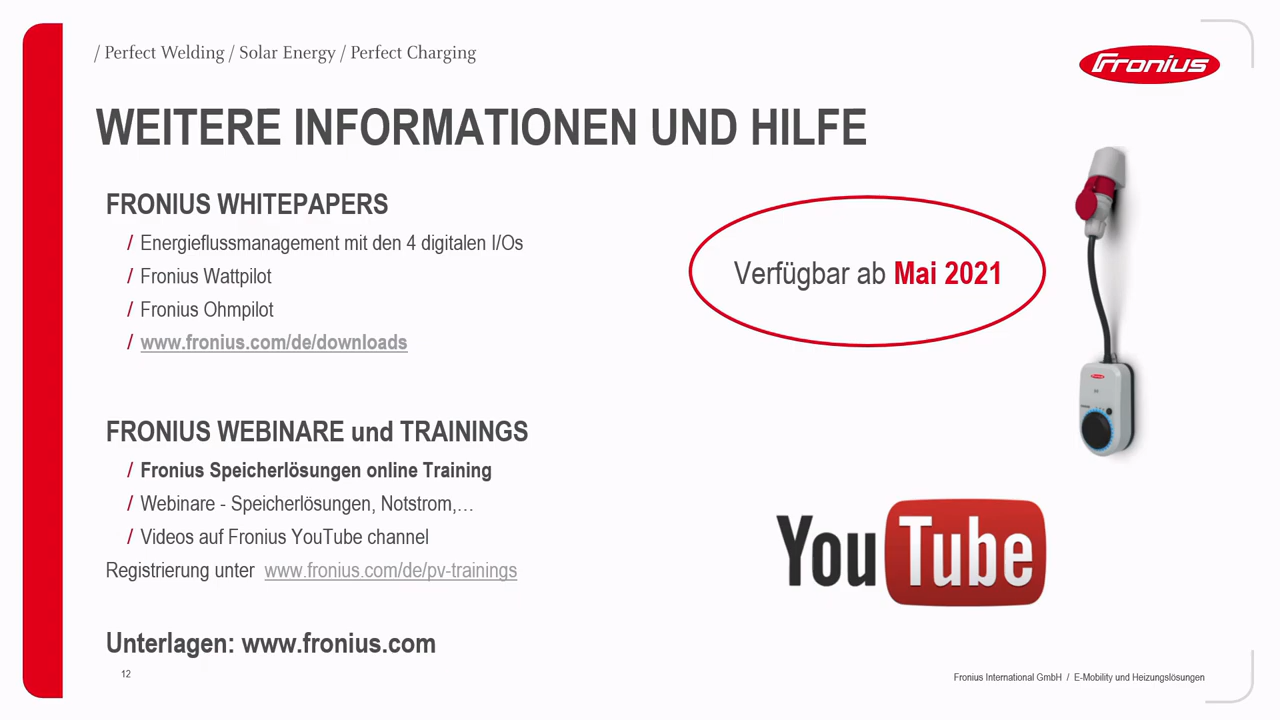 / Perfect Welding / Solar Energy / Perfect Charging
Fronius
WEITERE INFORMATIONEN UND HILFE
FRONIUS WHITEPAPERS
/ Energieflussmanagement mit den 4 digitalen I/Os
/ Fronius Wattpilot
/ Fronius Ohmpilot
/ www.fronius.com/de/downloads
Verfügbar ab Mai 2021
FRONIUS WEBINARE und TRAININGS
/ Fronius Speicherlösungen online Training
/ Webinare - Speicherlösungen, Notstrom,…
/ Videos auf Fronius YouTube channel
Registrierung unter www.fronius.com/de/pv-trainings
YouTube
Unterlagen: www.fronius.com
12
Fronius International GmbH / E-Mobility und Heizungslösungen